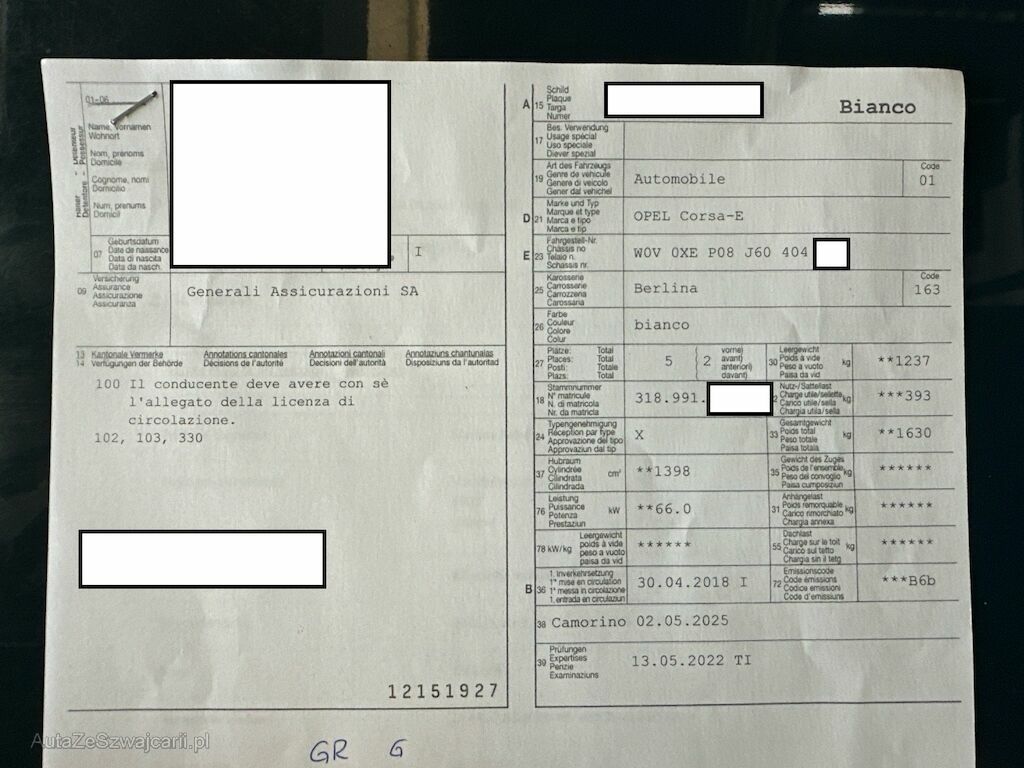 01-06
Name, Vornamen
Wohnort
Nom, prénoms
Domicile
Cognome, nomi
Domicilio
Num, prenums
Domicil
07 Geburtsdatum
Date de naissance
Data di nascita
Data da nasch.
I
09 Versicherung
Assurance
Assicurazione
Assicuranza
Generali Assicurazioni SA
13 Kantonale Vermerke Annotations cantonales Annotazioni cantonali Annotaziuns chantunalas
14 Verfügungen der Behörde Décisions de l'autorité Decisioni dell'autorità Disposiziuns da l'autoritad
100 Il conducente deve avere con sè
l'allegato della licenza di
circolazione.
102, 103, 330
12151927
GR G
A 15 Schild
Plaque
Targa
Numer
Bianco
17 Bes. Verwendung
Usage spécial
Uso speciale
Diever spezial
19 Art des Fahrzeugs
Genre de véhicule
Genere di veicolo
Gener dal vichel
Automobile
Code
01
D 21 Marke und Typ
Marque et type
Marca e tipo
Marca e tip
OPEL Corsa-E
E 23 Fahrgestell-Nr.
Châssis no
Telaio n.
Schassis nr.
W0V 0XE P08 J60 404
25 Karosserie
Carrosserie
Carrozzeria
Carossaria
Berlina
Code
163
26 Farbe
Couleur
Colore
Colur
bianco
27 Plätze: Total
Places: Total
Posti: Totale
Plazs: Total
5 2
vorne)
avant)
anteriori)
davant)
30 Leergewicht
Poids à vide
Peso a vuoto
Paisa da vid
kg
**1237
18 Stammnummer
N° matricule
N. di matricola
Nr. da matricla
318.991.
Nutz-/Sattellast
Charge utile/sellette
Carico utile/sella
Chargia utila/sella
kg
***393
24 Typengenehmigung
Réception par type
Approvazione del tipo
Approvaziun dal tip
X
33 Gesamtgewicht
Poids total
Peso totale
Paisa totala
kg
**1630
37 Hubraum
Cylindrée
Cilindrata
Cilindrada
cm³
**1398
35 Gewicht des Zuges
Poids de l'ensemble
Peso del convoglio
Paisa cumposiziun
kg
******
76 Leistung
Puissance
Potenza
Prestaziun
kW
**66.0
31 Anhängelast
Poids remorquable
Carico rimorchiato
Chargia annexa
kg
******
78 kW/kg Leergewicht
poids à vide
peso a vuoto
paisa da vid
******
55 Dachlast
Charge sur le toit
Carico sul tetto
Chargia sin il tetg
kg
******
B 36 1. Inverkehrsetzung
1re mise en circulation
1a messa in circolazione
1. entrada en circulaziun
30.04.2018 I
72 Emissionscode
Code émissions
Codice emissioni
Code d'emissiuns
***B6b
38 Camorino 02.05.2025
39 Prüfungen
Expertises
Perizie
Examinaziuns
13.05.2022 TI
AutaZeSzwajcarii.pl